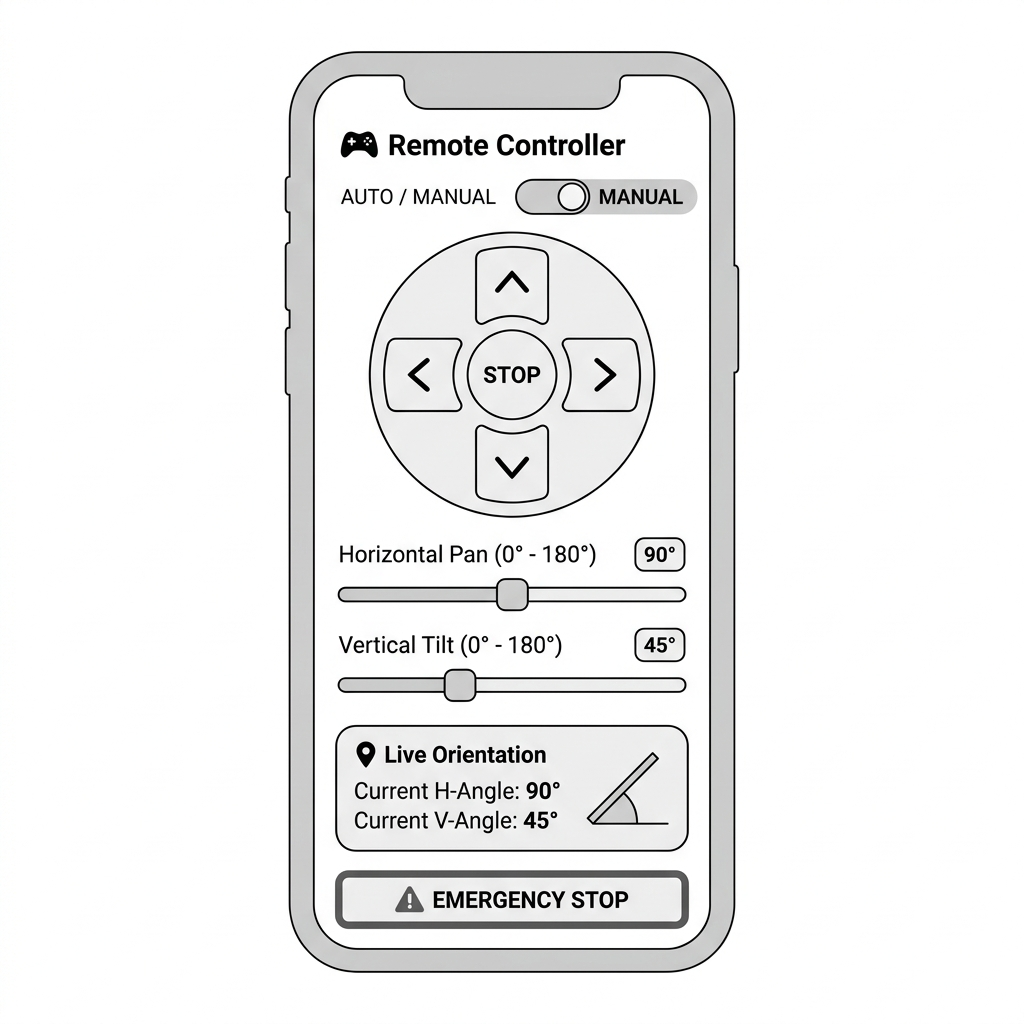 Remote Controller
AUTO / MANUAL MANUAL
STOP
Horizontal Pan (0° - 180°) 90°
Vertical Tilt (0° - 180°) 45°
Live Orientation
Current H-Angle: 90°
Current V-Angle: 45°
EMERGENCY STOP